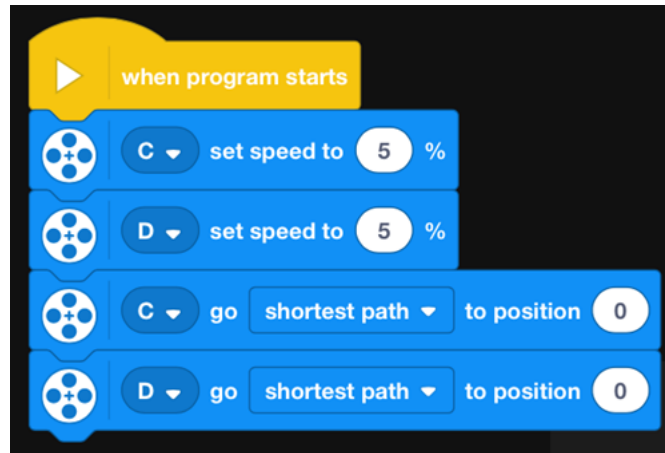 when program starts
C set speed to 5 %
D set speed to 5 %
C go shortest path to position 0
D go shortest path to position 0